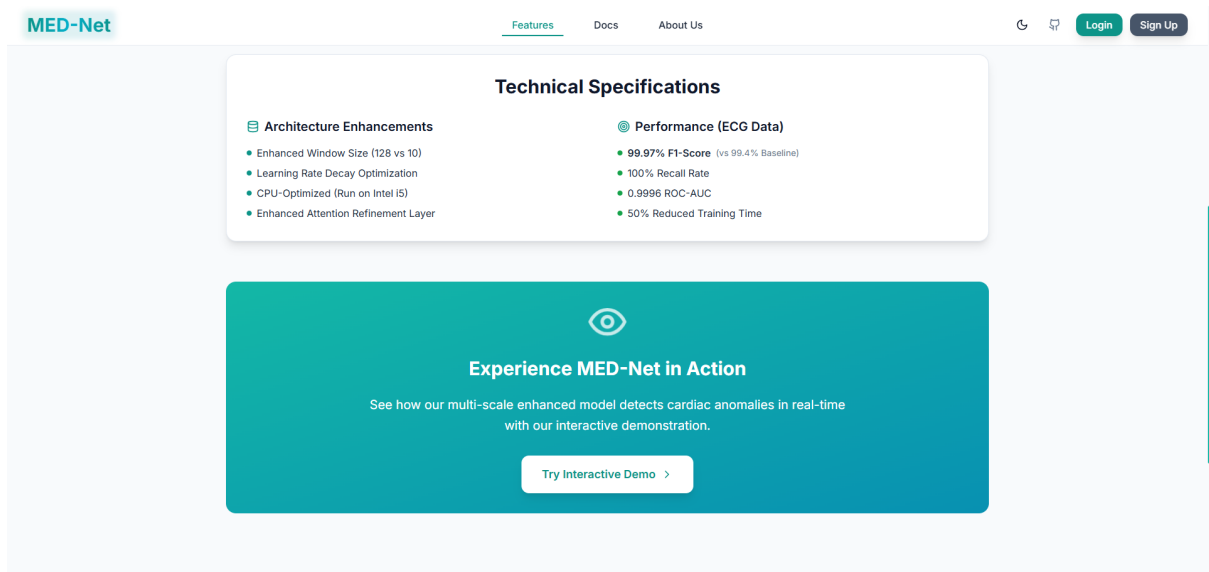 MED-Net
Features
Docs
About Us
Login
Sign Up
Technical Specifications
Architecture Enhancements
Enhanced Window Size (128 vs 10)
Learning Rate Decay Optimization
CPU-Optimized (Run on Intel i5)
Enhanced Attention Refinement Layer
Performance (ECG Data)
99.97% F1-Score (vs 99.4% Baseline)
100% Recall Rate
0.9996 ROC-AUC
50% Reduced Training Time
Experience MED-Net in Action
See how our multi-scale enhanced model detects cardiac anomalies in real-time
with our interactive demonstration.
Try Interactive Demo